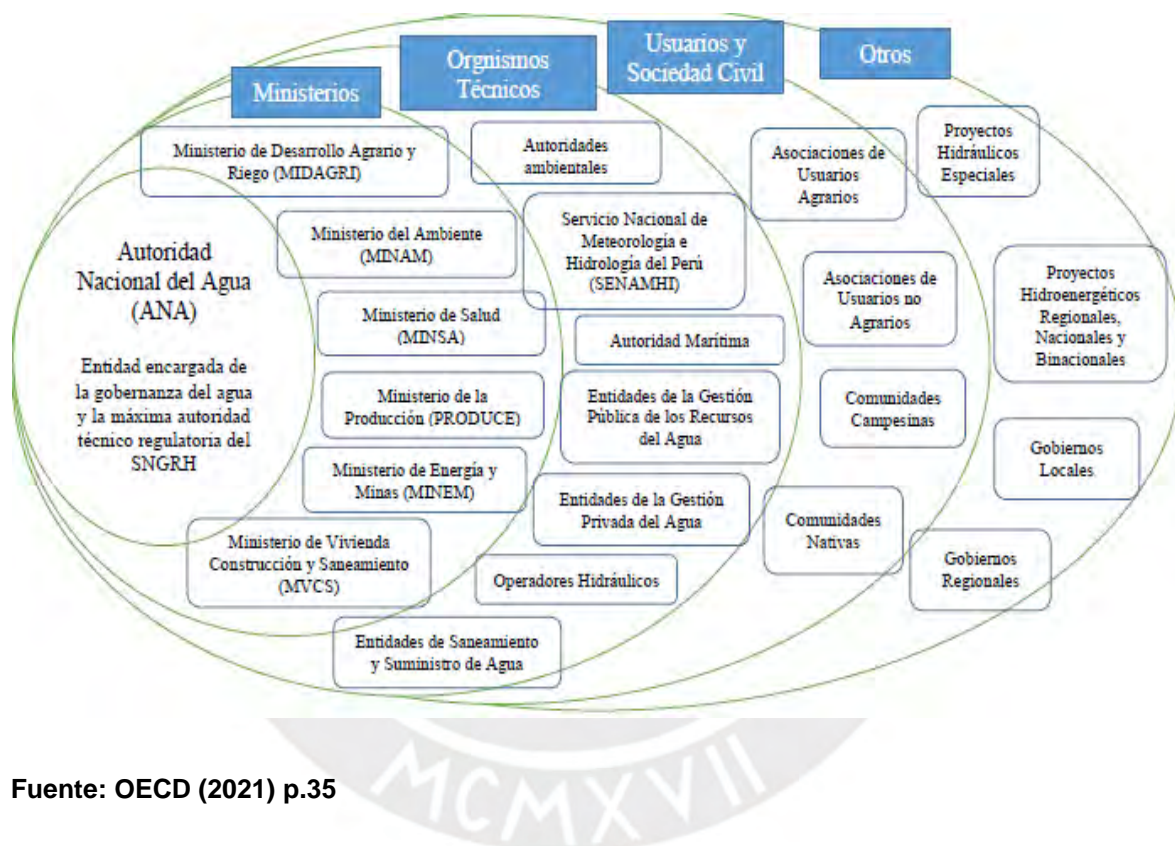 Ministerios
Orgnismos
Técnicos
Usuarios y
Sociedad Civil
Otros
Autoridad
Nacional del Agua
(ANA)
Entidad encargada de
la gobernanza del agua
y la máxima autoridad
técnico regulatoria del
SNGRH
Ministerio de Desarrollo Agrario y
Riego (MIDAGRI)
Ministerio del Ambiente
(MINAM)
Ministerio de Salud
(MINSA)
Ministerio de la
Producción (PRODUCE)
Ministerio de Energía y
Minas (MINEM)
Ministerio de Vivienda
Construcción y Saneamiento
(MVCS)
Autoridades
ambientales
Servicio Nacional de
Meteorología e
Hidrología del Perú
(SENAMHI)
Autoridad Marítima
Entidades de la Gestión
Pública de los Recursos
del Agua
Entidades de la Gestión
Privada del Agua
Operadores Hidráulicos
Entidades de Saneamiento
y Suministro de Agua
Asociaciones de
Usuarios
Agrarios
Asociaciones de
Usuarios no
Agrarios
Comunidades
Campesinas
Comunidades
Nativas
Proyectos
Hidráulicos
Especiales
Proyectos
Hidroenergéticos
Regionales,
Nacionales y
Binacionales
Gobiernos
Locales
Gobiernos
Regionales
MCMXVII
Fuente: OECD (2021) p.35